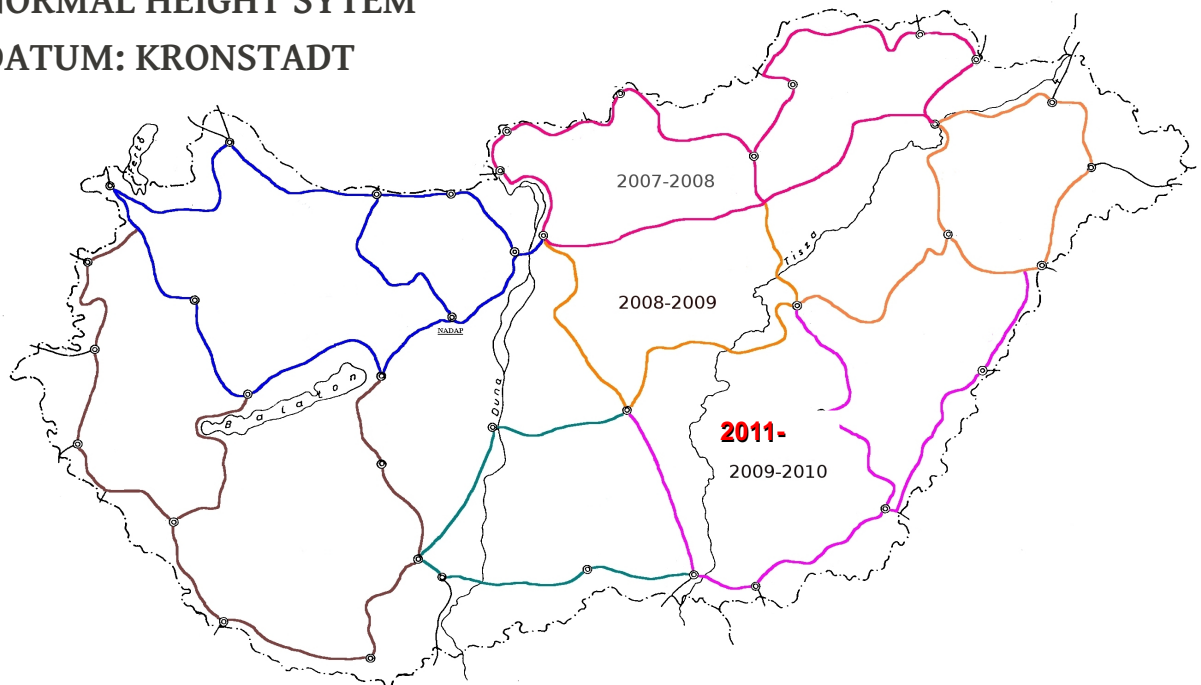 NORMAL HEIGHT SYTEM
DATUM: KRONSTADT
2007-2008
Tisza
2008-2009
NADAP
Balaton
Duna
2011-
2009-2010